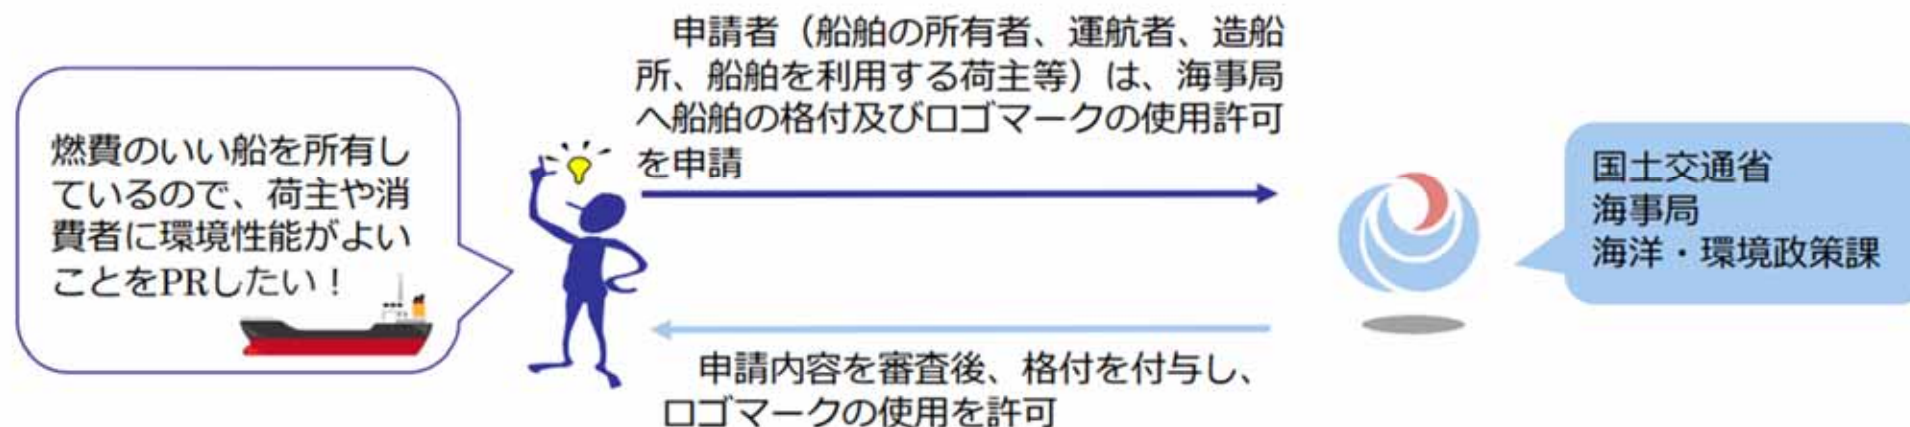 申請者（船舶の所有者、運航者、造船
所、船舶を利用する荷主等）は、海事局
へ船舶の格付及びロゴマークの使用許可
を申請
燃費のいい船を所有し
ているので、荷主や消
費者に環境性能がよい
ことをPRしたい！
国土交通省
海事局
海洋・環境政策課
申請内容を審査後、格付を付与し、
ロゴマークの使用を許可